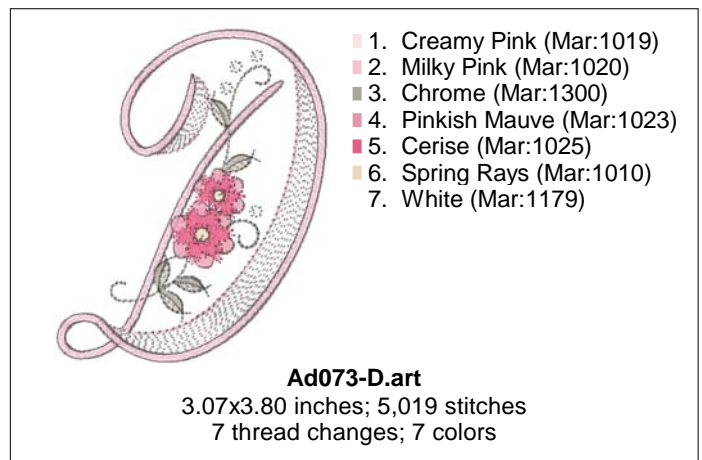 1. Creamy Pink (Mar:1019)
2. Milky Pink (Mar:1020)
3. Chrome (Mar:1300)
4. Pinkish Mauve (Mar:1023)
5. Cerise (Mar:1025)
6. Spring Rays (Mar:1010)
7. White (Mar:1179)
D
Ad073-D.art
3.07x3.80 inches; 5,019 stitches
7 thread changes; 7 colors